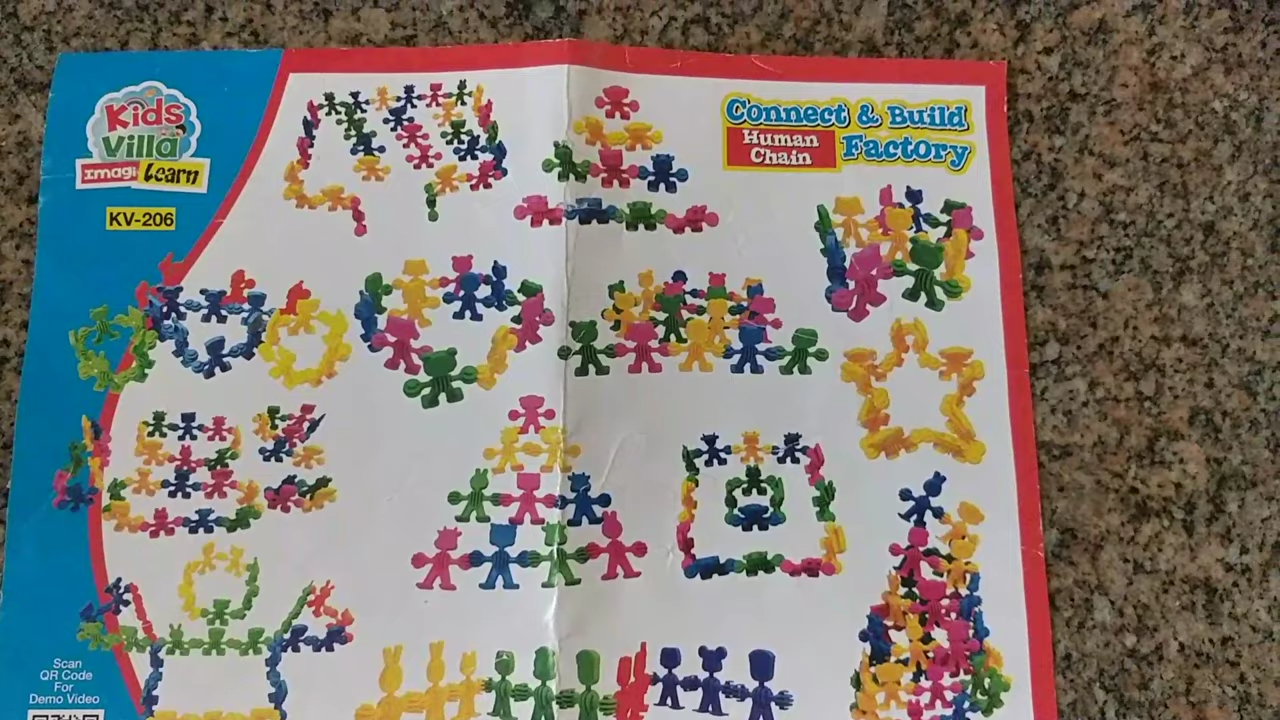 Kids
Villa
Imagi Learn
KV-206
Connect & Build
Human
Chain
Factory
Scan
QR Code
For
Demo Video